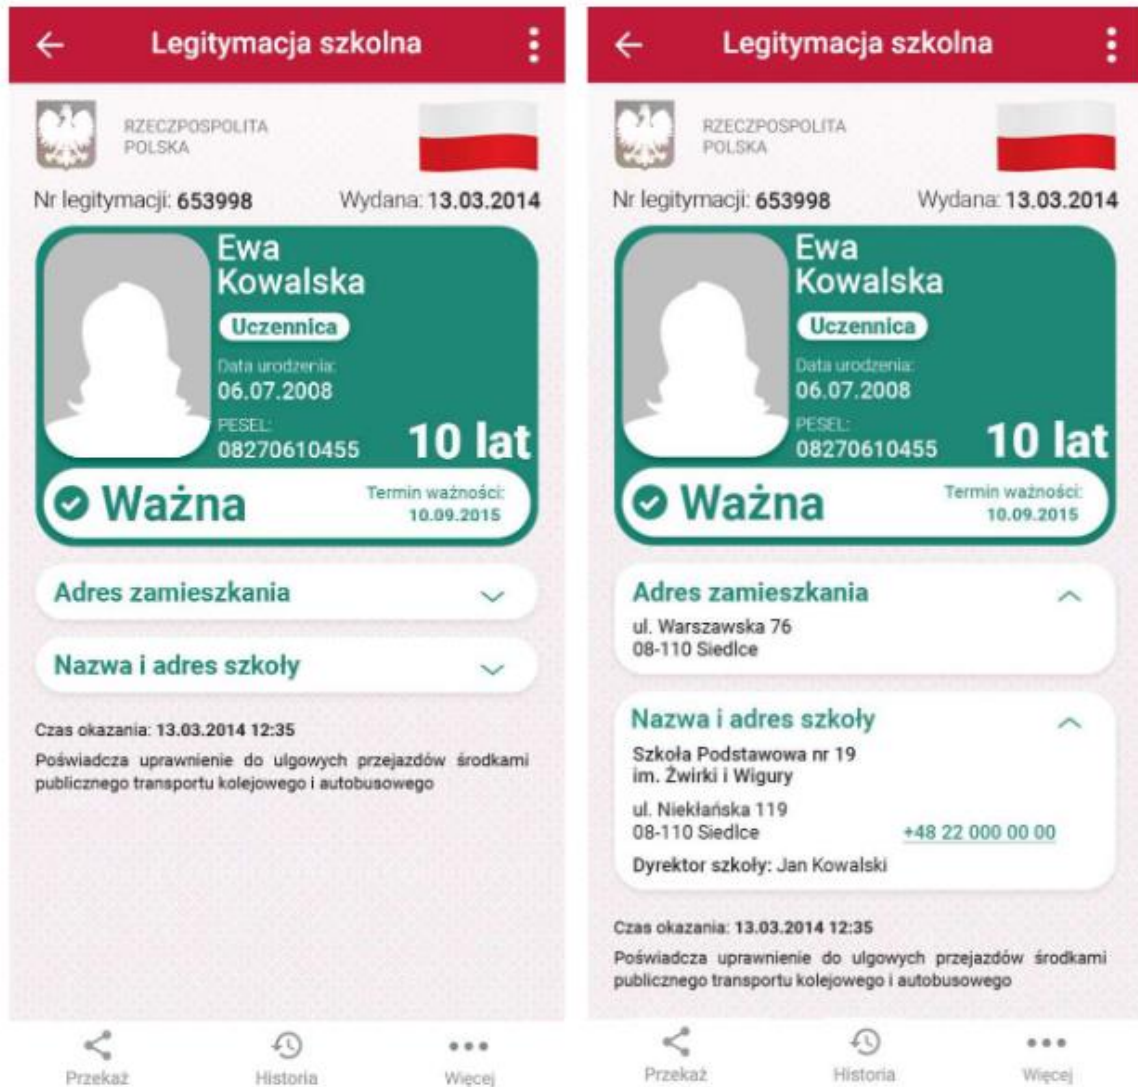 Legitymacja szkolna
RZECZPOSPOLITA
POLSKA
Nr legitymacji: 653998 Wydana: 13.03.2014
Ewa
Kowalska
Uczennica
Data urodzenia:
06.07.2008
PESEL:
08270610455
10 lat
Ważna
Termin ważności:
10.09.2015
Adres zamieszkania
Nazwa i adres szkoły
Czas okazania: 13.03.2014 12:35
Poświadcza uprawnienie do ulgowych przejazdów środkami
publicznego transportu kolejowego i autobusowego
Przekaż Historia Więcej
Legitymacja szkolna
RZECZPOSPOLITA
POLSKA
Nr legitymacji: 653998 Wydana: 13.03.2014
Ewa
Kowalska
Uczennica
Data urodzenia:
06.07.2008
PESEL:
08270610455
10 lat
Ważna
Termin ważności:
10.09.2015
Adres zamieszkania
ul. Warszawska 76
08-110 Siedlce
Nazwa i adres szkoły
Szkoła Podstawowa nr 19
im. Żwirki i Wigury
ul. Niekłańska 119
08-110 Siedlce +48 22 000 00 00
Dyrektor szkoły: Jan Kowalski
Czas okazania: 13.03.2014 12:35
Poświadcza uprawnienie do ulgowych przejazdów środkami
publicznego transportu kolejowego i autobusowego
Przekaż Historia Więcej